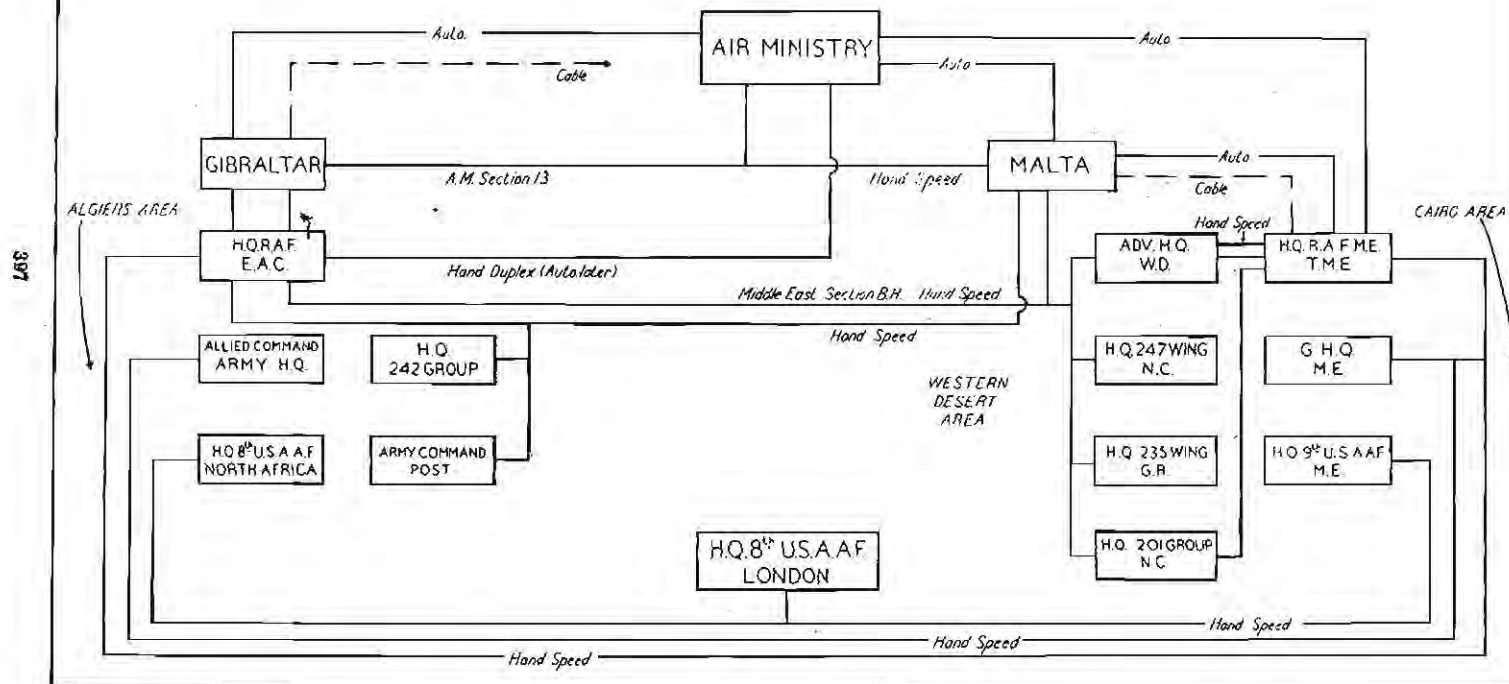 Auto.
AIR MINISTRY
Auto
Auto
Cable
GIBRALTAR
MALTA
A.M. Section 13
Hand Speed
Auto
Cable
ALGIERS AREA
CAIRO AREA
Hand Speed
H.Q.R.A.F.
E.A.C.
ADV. H.Q.
W.D.
H.Q. R.A.F M.E.
T.M.E
Hand Duplex (Auto later)
397
Middle East Section B.H. Hand Speed
Hand Speed
ALLIED COMMAND
ARMY H.Q.
H.Q.
242 GROUP
H.Q. 247 WING
N.C.
G H.Q.
M.E.
WESTERN
DESERT
AREA
H.Q 8th U.S.A A.F
NORTH AFRICA
ARMY COMMAND
POST
H.Q 235 WING
G.R.
H Q 9th U.S A AF
M.E.
H.Q. 8th U.S.A.A.F.
LONDON
H.Q. 201 GROUP
N.C
Hand Speed
Hand Speed
Hand Speed